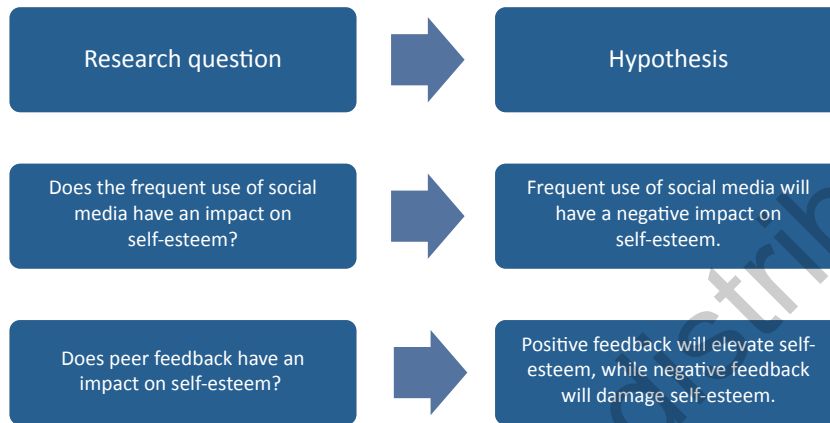 Research question
Hypothesis
Does the frequent use of social
media have an impact on
self-esteem?
Frequent use of social media will
have a negative impact on
self-esteem.
Does peer feedback have an
impact on self-esteem?
Positive feedback will elevate self-
esteem, while negative feedback
will damage self-esteem.